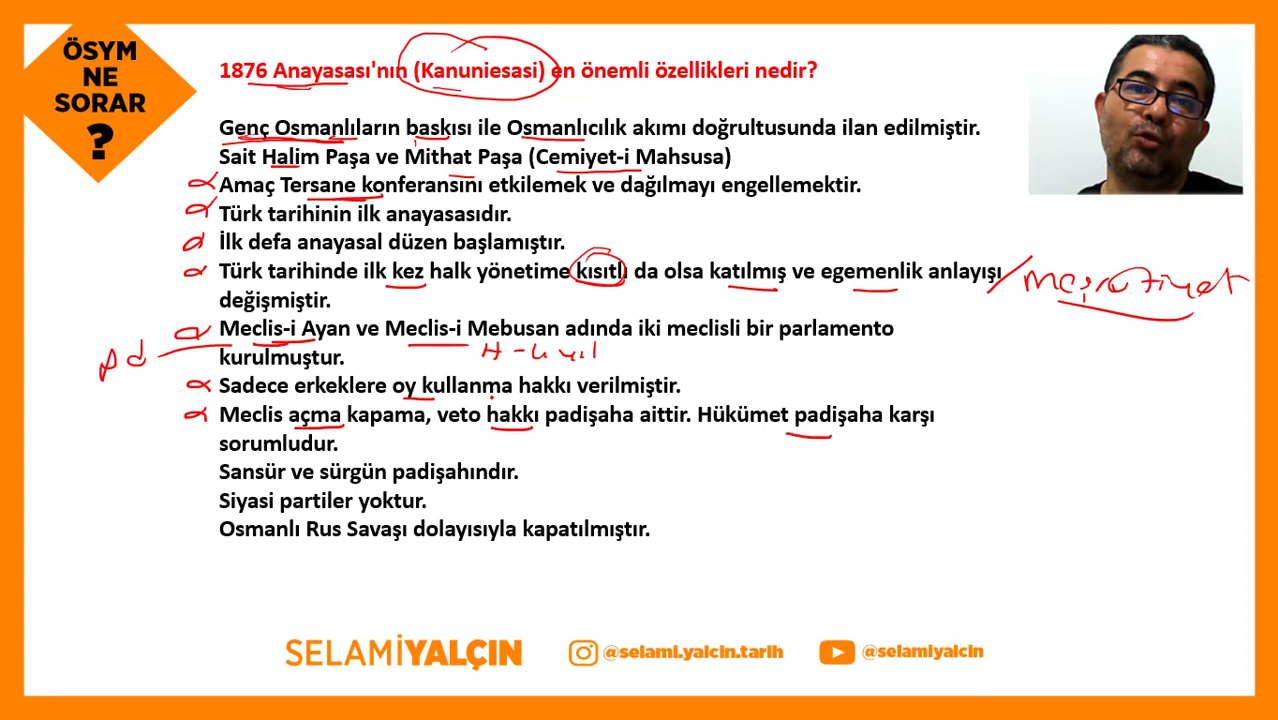 ÖSYM
NE
SORAR
?
1876 Anayasası'nın (Kanuniesasi) en önemli özellikleri nedir?
Genç Osmanlıların baskısı ile Osmanlıcılık akımı doğrultusunda ilan edilmiştir.
Sait Halim Paşa ve Mithat Paşa (Cemiyet-i Mahsusa)
Amaç Tersane konferansını etkilemek ve dağılmayı engellemektir.
Türk tarihinin ilk anayasasıdır.
İlk defa anayasal düzen başlamıştır.
Türk tarihinde ilk kez halk yönetime kısıtlı da olsa katılmış ve egemenlik anlayışı
değişmiştir.
Meşrutiyet
Meclis-i Ayan ve Meclis-i Mebusan adında iki meclisli bir parlamento
kurulmuştur.
Sadece erkeklere oy kullanma hakkı verilmiştir.
Meclis açma kapama, veto hakkı padişaha aittir. Hükümet padişaha karşı
sorumludur.
Sansür ve sürgün padişahındır.
Siyasi partiler yoktur.
Osmanlı Rus Savaşı dolayısıyla kapatılmıştır.
SELAMİYALÇIN
@selami.yalcin.tarih
@selamiyalcin